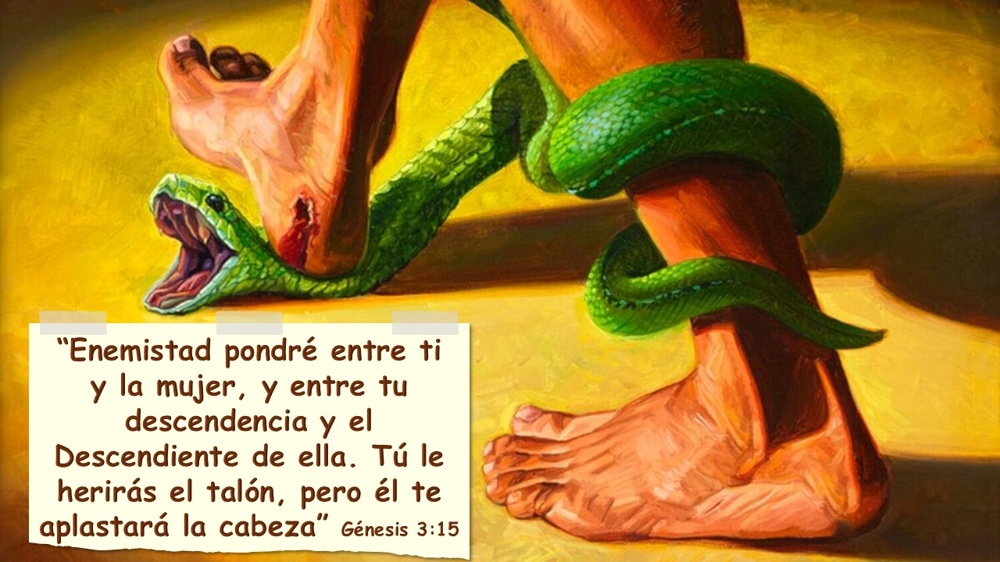 “Enemistad pondré entre ti
y la mujer, y entre tu
descendencia y el
Descendiente de ella. Tú le
herirás el talón, pero él te
aplastará la cabeza” Génesis 3:15